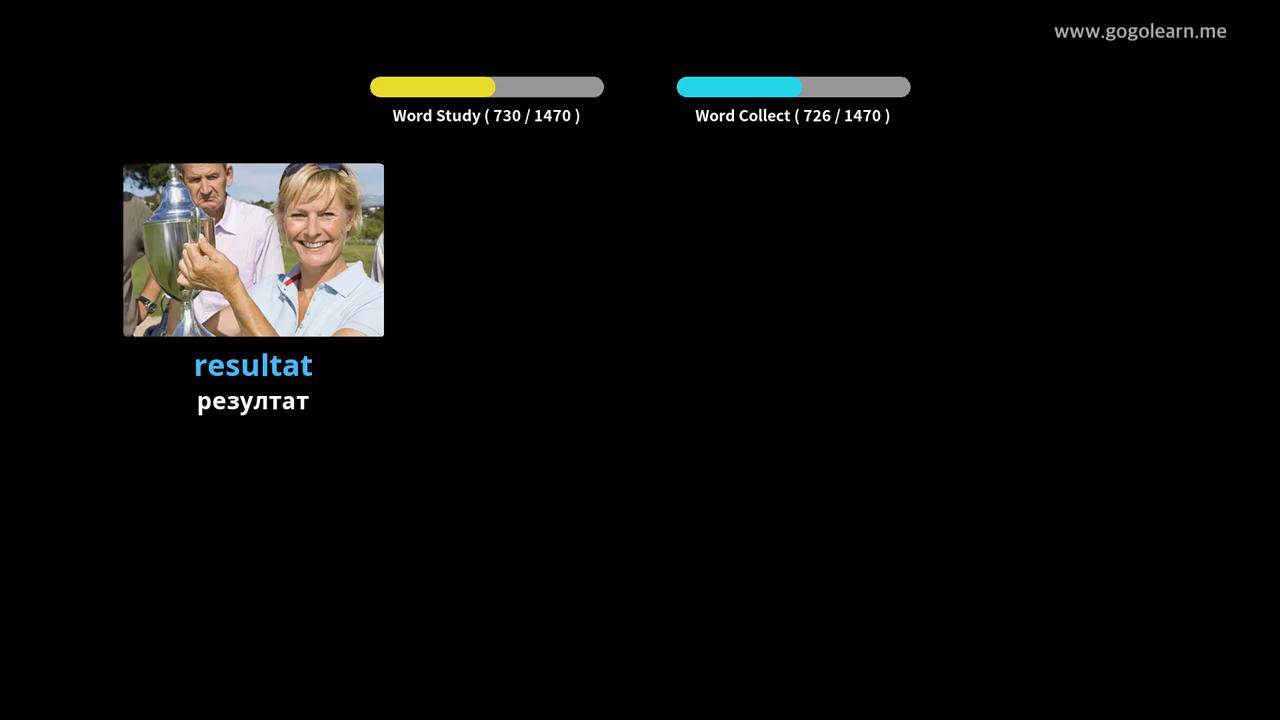 www.gogolearn.me
Word Study ( 730 / 1470 )
Word Collect ( 726 / 1470 )
resultat
резултат